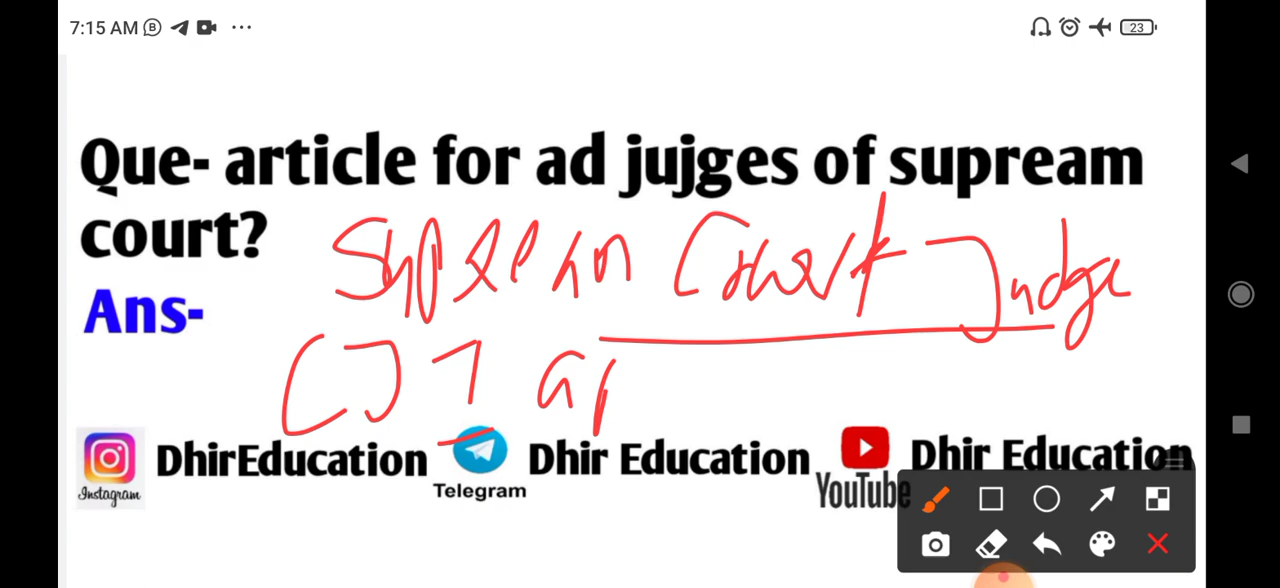 7:15 AM
23
Que- article for ad jujges of supream
court?
Supream Court Judge
Ans-
CJI
DhirEducation
Dhir Education
Dhir Education
Instagram
Telegram
YouTube